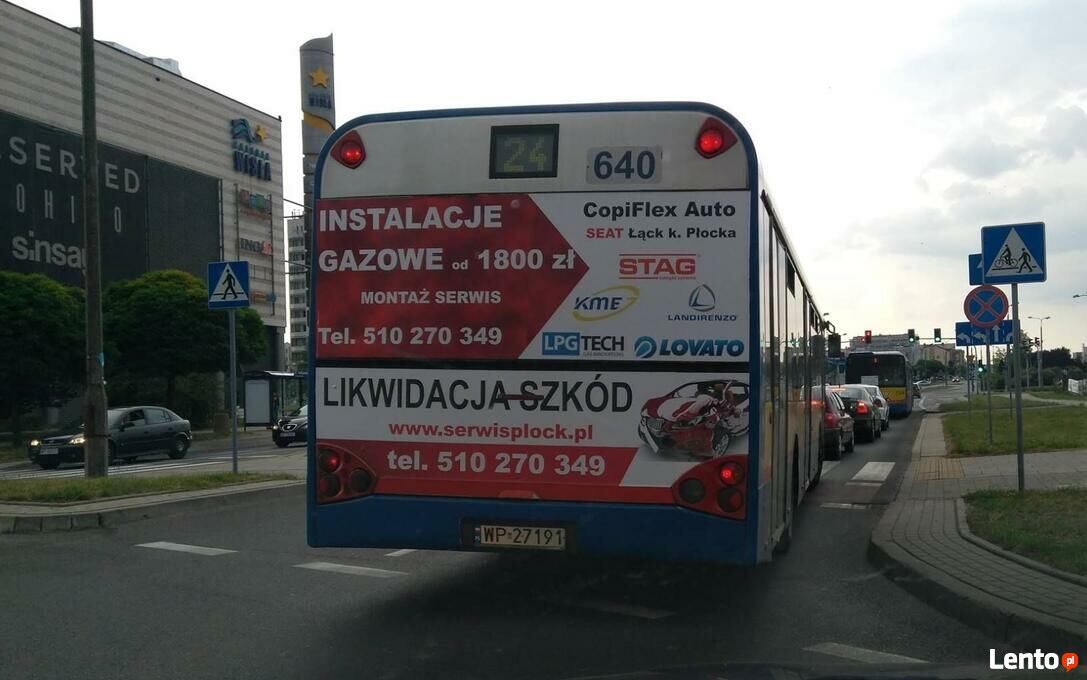 SERVED
OHIO
sinsay
WISŁA
WISŁA
24
640
INSTALACJE
GAZOWE od 1800 zł
MONTAŻ SERWIS
Tel. 510 270 349
CopiFlex Auto
SEAT Łąck k. Płocka
STAG
KME
LANDIRENZO
LPGTECH
LOVATO
LIKWIDACJA SZKÓD
www.serwisplock.pl
tel. 510 270 349
WP 27191
Lento.pl